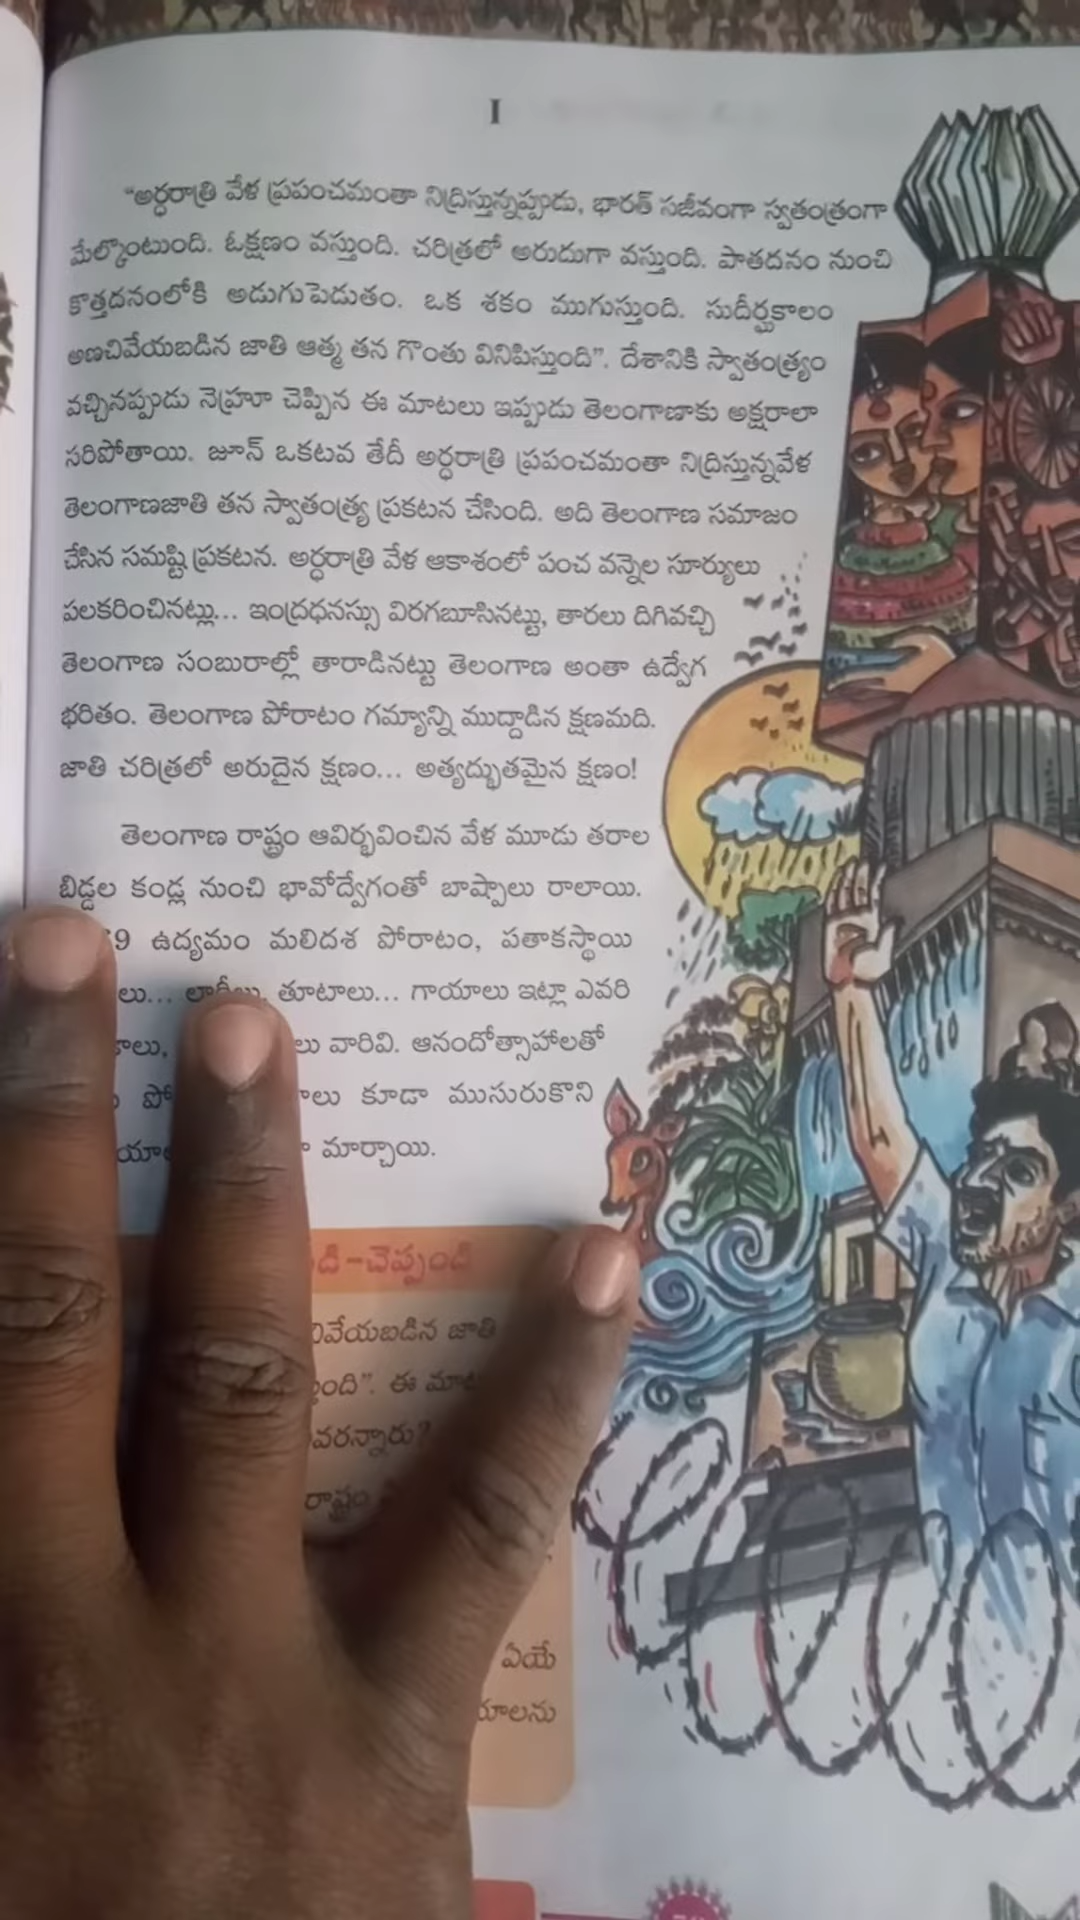 I
“అర్ధరాత్రి వేళ ప్రపంచమంతా నిద్రిస్తున్నప్పుడు, భారత్ సజీవంగా స్వతంత్రంగా
మేల్కొంటుంది. ఓక్షణం వస్తుంది. చరిత్రలో అరుదుగా వస్తుంది. పాతదనం నుంచి
కొత్తదనంలోకి అడుగుపెడుతం. ఒక శకం ముగుస్తుంది. సుదీర్ఘకాలం
అణచివేయబడిన జాతి ఆత్మ తన గొంతు వినిపిస్తుంది”. దేశానికి స్వాతంత్ర్యం
వచ్చినప్పుడు నెహ్రూ చెప్పిన ఈ మాటలు ఇప్పుడు తెలంగాణాకు అక్షరాలా
సరిపోతాయి. జూన్ ఒకటవ తేదీ అర్ధరాత్రి ప్రపంచమంతా నిద్రిస్తున్నవేళ
తెలంగాణజాతి తన స్వాతంత్ర్య ప్రకటన చేసింది. అది తెలంగాణ సమాజం
చేసిన సమష్టి ప్రకటన. అర్ధరాత్రి వేళ ఆకాశంలో పంచ వన్నెల సూర్యులు
పలకరించినట్లు... ఇంద్రధనస్సు విరగబూసినట్టు, తారలు దిగివచ్చి
తెలంగాణ సంబురాల్లో తారాడినట్టు తెలంగాణ అంతా ఉద్వేగ
భరితం. తెలంగాణ పోరాటం గమ్యాన్ని ముద్దాడిన క్షణమది.
జాతి చరిత్రలో అరుదైన క్షణం... అత్యద్భుతమైన క్షణం!
తెలంగాణ రాష్ట్రం ఆవిర్భవించిన వేళ మూడు తరాల
బిడ్డల కండ్ల నుంచి భావోద్వేగంతో బాష్పాలు రాలాయి.
ఉద్యమం మలిదశ పోరాటం, పతాకస్థాయి
తూటాలు... గాయాలు ఇట్లా ఎవరి
వారివి. ఆనందోత్సాహాలతో
కూడా ముసురుకొని
మార్చాయి.
-చెప్పండి
జాతి
ఈ
రాష్ట్రం
ఏయే